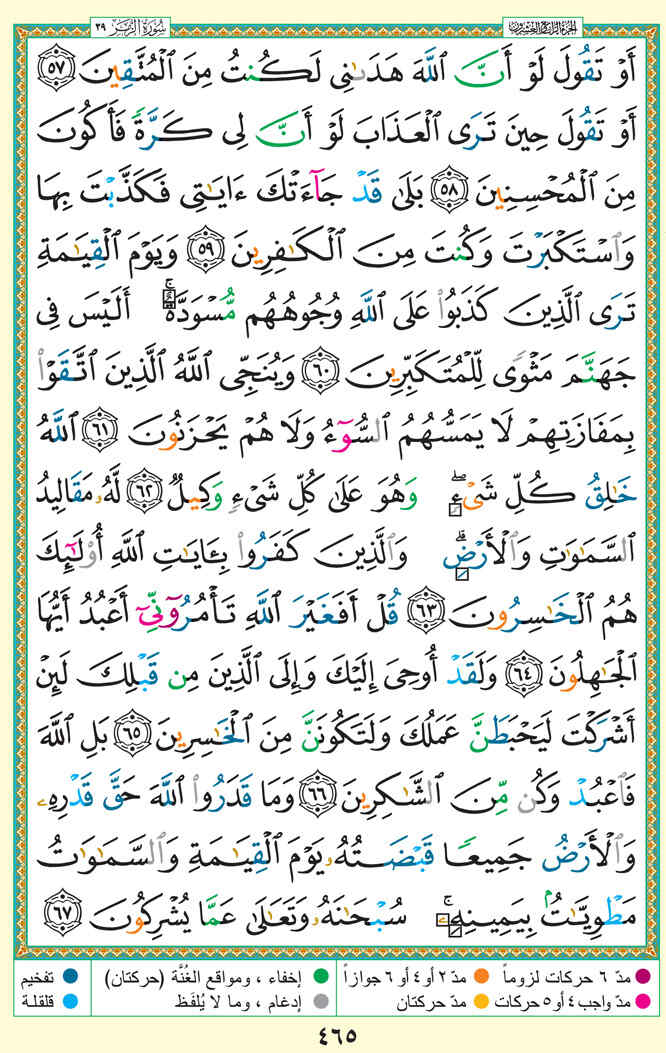 سُورَةُ الزُّمَرِ ٣٩
الجزء الرابع والعشرون
أَوْ تَقُولَ لَوْ أَنَّ ٱللَّهَ هَدَىٰنِى لَكُنتُ مِنَ ٱلْمُتَّقِينَ ﴿٥٧﴾
أَوْ تَقُولَ حِينَ تَرَى ٱلْعَذَابَ لَوْ أَنَّ لِى كَرَّةً فَأَكُونَ
مِنَ ٱلْمُحْسِنِينَ ﴿٥٨﴾ بَلَىٰ قَدْ جَآءَتْكَ ءَايَـٰتِى فَكَذَّبْتَ بِهَا
وَٱسْتَكْبَرْتَ وَكُنتَ مِنَ ٱلْكَـٰفِرِينَ ﴿٥٩﴾ وَيَوْمَ ٱلْقِيَـٰمَةِ
تَرَى ٱلَّذِينَ كَذَبُوا۟ عَلَى ٱللَّهِ وُجُوهُهُم مُّسْوَدَّةٌ ۚ أَلَيْسَ فِى
جَهَنَّمَ مَثْوًى لِّلْمُتَكَبِّرِينَ ﴿٦٠﴾ وَيُنَجِّى ٱللَّهُ ٱلَّذِينَ ٱتَّقَوْا۟
بِمَفَازَتِهِمْ لَا يَمَسُّهُمُ ٱلسُّوٓءُ وَلَا هُمْ يَحْزَنُونَ ﴿٦١﴾ ٱللَّهُ
خَـٰلِقُ كُلِّ شَىْءٍ ۖ وَهُوَ عَلَىٰ كُلِّ شَىْءٍ وَكِيلٌ ﴿٦٢﴾ لَّهُۥ مَقَالِيدُ
ٱلسَّمَـٰوَٰتِ وَٱلْأَرْضِ ۗ وَٱلَّذِينَ كَفَرُوا۟ بِـَٔايَـٰتِ ٱللَّهِ أُو۟لَـٰٓئِكَ
هُمُ ٱلْخَـٰسِرُونَ ﴿٦٣﴾ قُلْ أَفَغَيْرَ ٱللَّهِ تَأْمُرُوٓنِّىٓ أَعْبُدُ أَيُّهَا
ٱلْجَـٰهِلُونَ ﴿٦٤﴾ وَلَقَدْ أُوحِىَ إِلَيْكَ وَإِلَى ٱلَّذِينَ مِن قَبْلِكَ لَئِنْ
أَشْرَكْتَ لَيَحْبَطَنَّ عَمَلُكَ وَلَتَكُونَنَّ مِنَ ٱلْخَـٰسِرِينَ ﴿٦٥﴾ بَلِ ٱللَّهَ
فَٱعْبُدْ وَكُن مِّنَ ٱلشَّـٰكِرِينَ ﴿٦٦﴾ وَمَا قَدَرُوا۟ ٱللَّهَ حَقَّ قَدْرِهِۦ
وَٱلْأَرْضُ جَمِيعًا قَبْضَتُهُۥ يَوْمَ ٱلْقِيَـٰمَةِ وَٱلسَّمَـٰوَٰتُ
مَطْوِيَّـٰتٌۢ بِيَمِينِهِۦ ۚ سُبْحَـٰنَهُۥ وَتَعَـٰلَىٰ عَمَّا يُشْرِكُونَ ﴿٦٧﴾
مدّ ٦ حركات لزوماً
مدّ ٢ أو ٤ أو ٦ جوازاً
إخفاء ، ومواقع الغُنَّة (حركتان)
تفخيم
مدّ واجب ٤ أو ٥ حركات
مدّ حركتان
إدغام ، وما لا يُلفَظ
قلقلة
٤٦٥